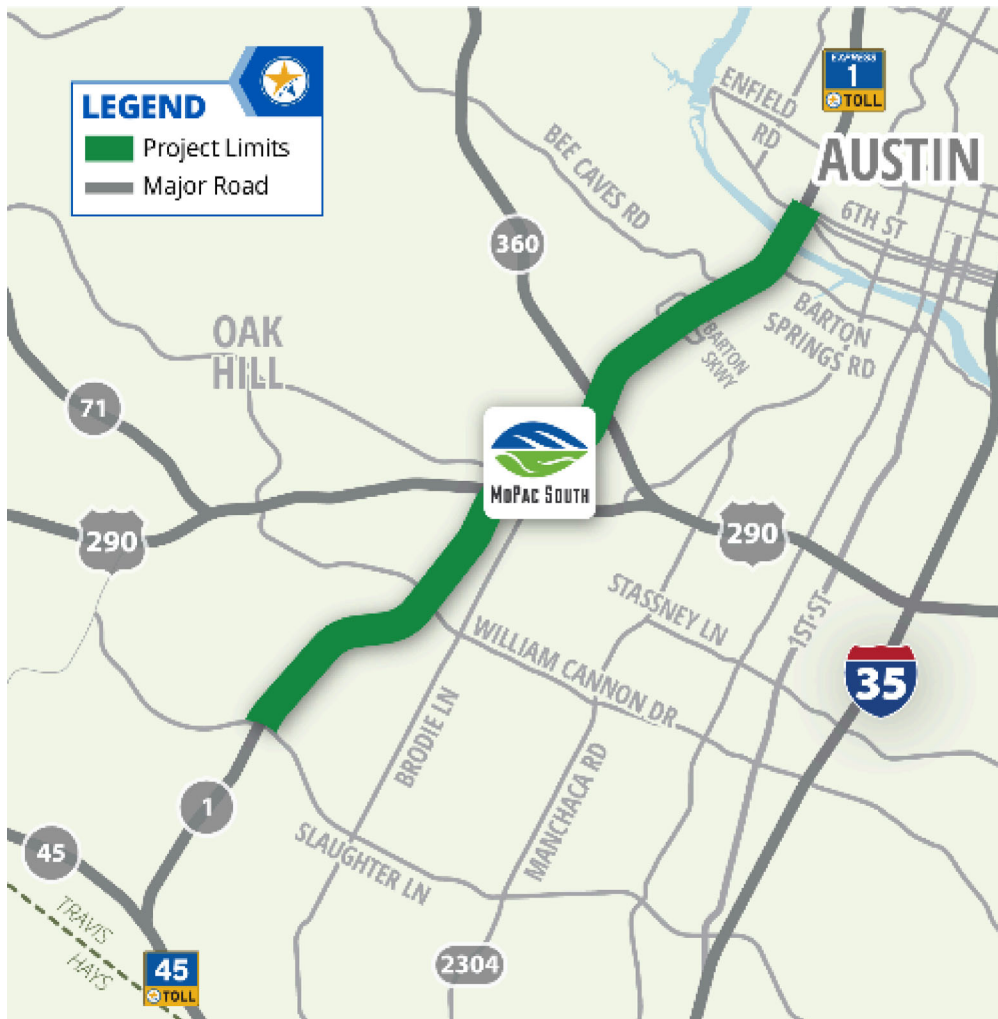 LEGEND
Project Limits
Major Road
EXPRESS
1
TOLL
ENFIELD
RD
AUSTIN
BEE CAVES RD
6TH ST
360
BARTON
SPRINGS RD
BARTON
SKWY
OAK
HILL
71
MOPAC SOUTH
290
290
STASSNEY LN
1ST ST
WILLIAM CANNON DR
35
BRODIE LN
MANCHACA RD
1
SLAUGHTER LN
45
TRAVIS
HAYS
45
TOLL
2304